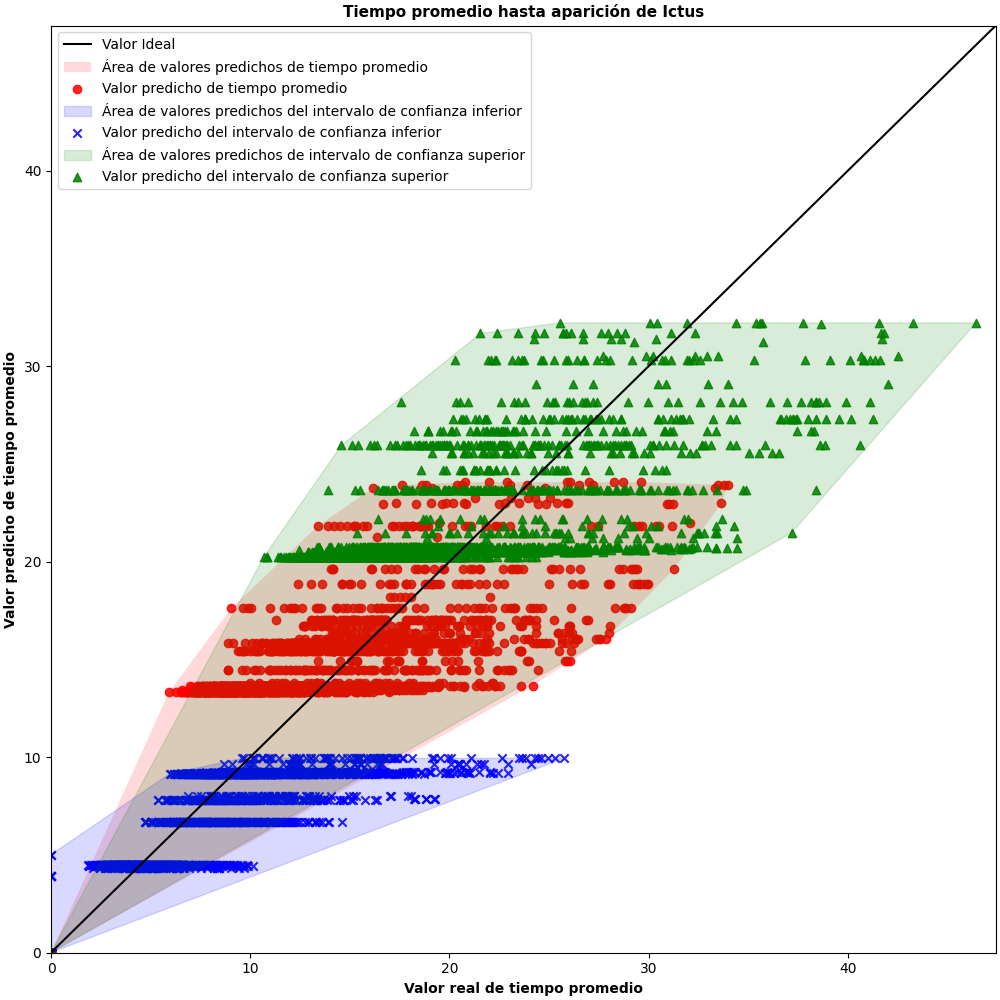 Tiempo promedio hasta aparición de Ictus
Valor Ideal
Área de valores predichos de tiempo promedio
Valor predicho de tiempo promedio
Área de valores predichos del intervalo de confianza inferior
Valor predicho del intervalo de confianza inferior
Área de valores predichos de intervalo de confianza superior
Valor predicho del intervalo de confianza superior
Valor predicho de tiempo promedio
40
30
20
10
0
0 10 20 30 40
Valor real de tiempo promedio